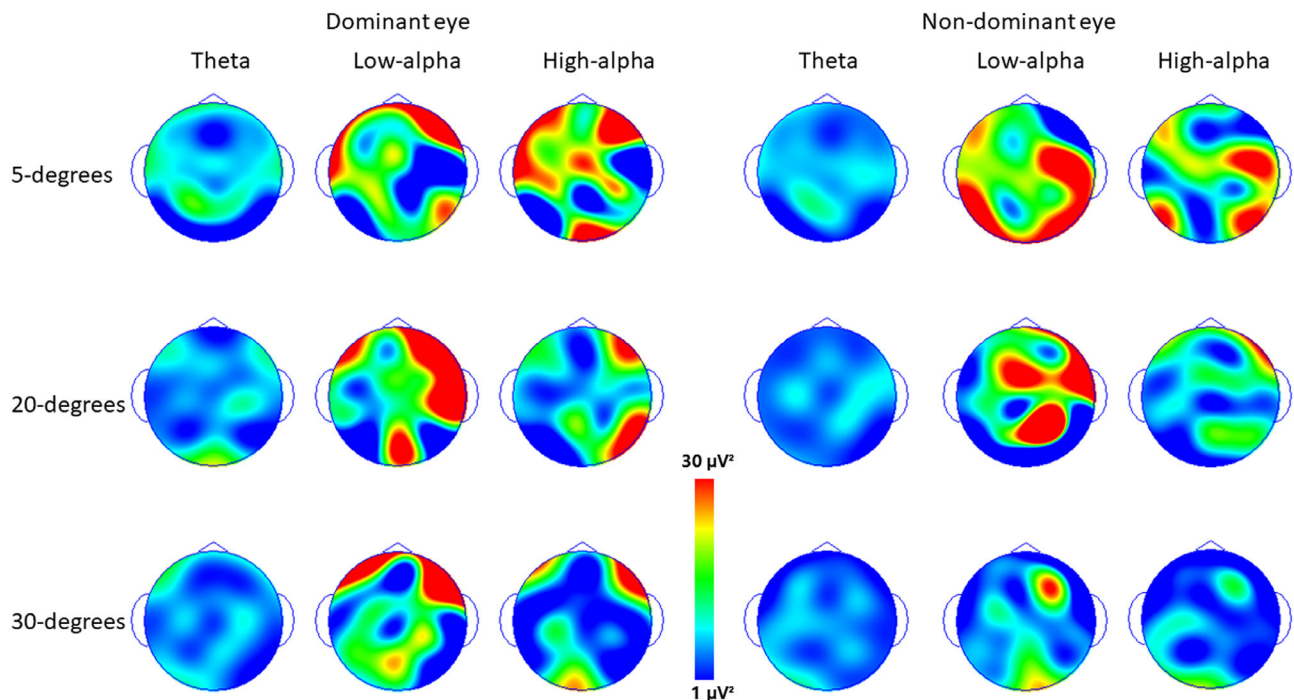 Dominant eye Non-dominant eye
Theta Low-alpha High-alpha Theta Low-alpha High-alpha
5-degrees
20-degrees
30 µV²
30-degrees
1 µV²